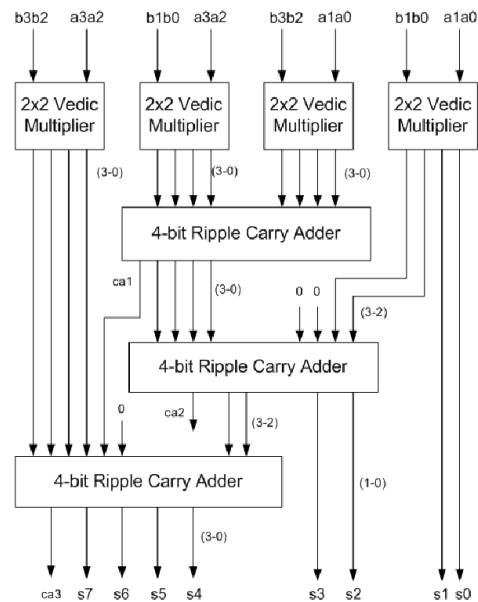 b3b2 a3a2 b1b0 a3a2 b3b2 a1a0 b1b0 a1a0
2x2 Vedic Multiplier
2x2 Vedic Multiplier
2x2 Vedic Multiplier
2x2 Vedic Multiplier
(3-0) (3-0) (3-0)
4-bit Ripple Carry Adder
ca1 (3-0) 0 0 (3-2)
4-bit Ripple Carry Adder
0 ca2 (3-2)
4-bit Ripple Carry Adder
(1-0)
(3-0)
ca3 s7 s6 s5 s4 s3 s2 s1 s0